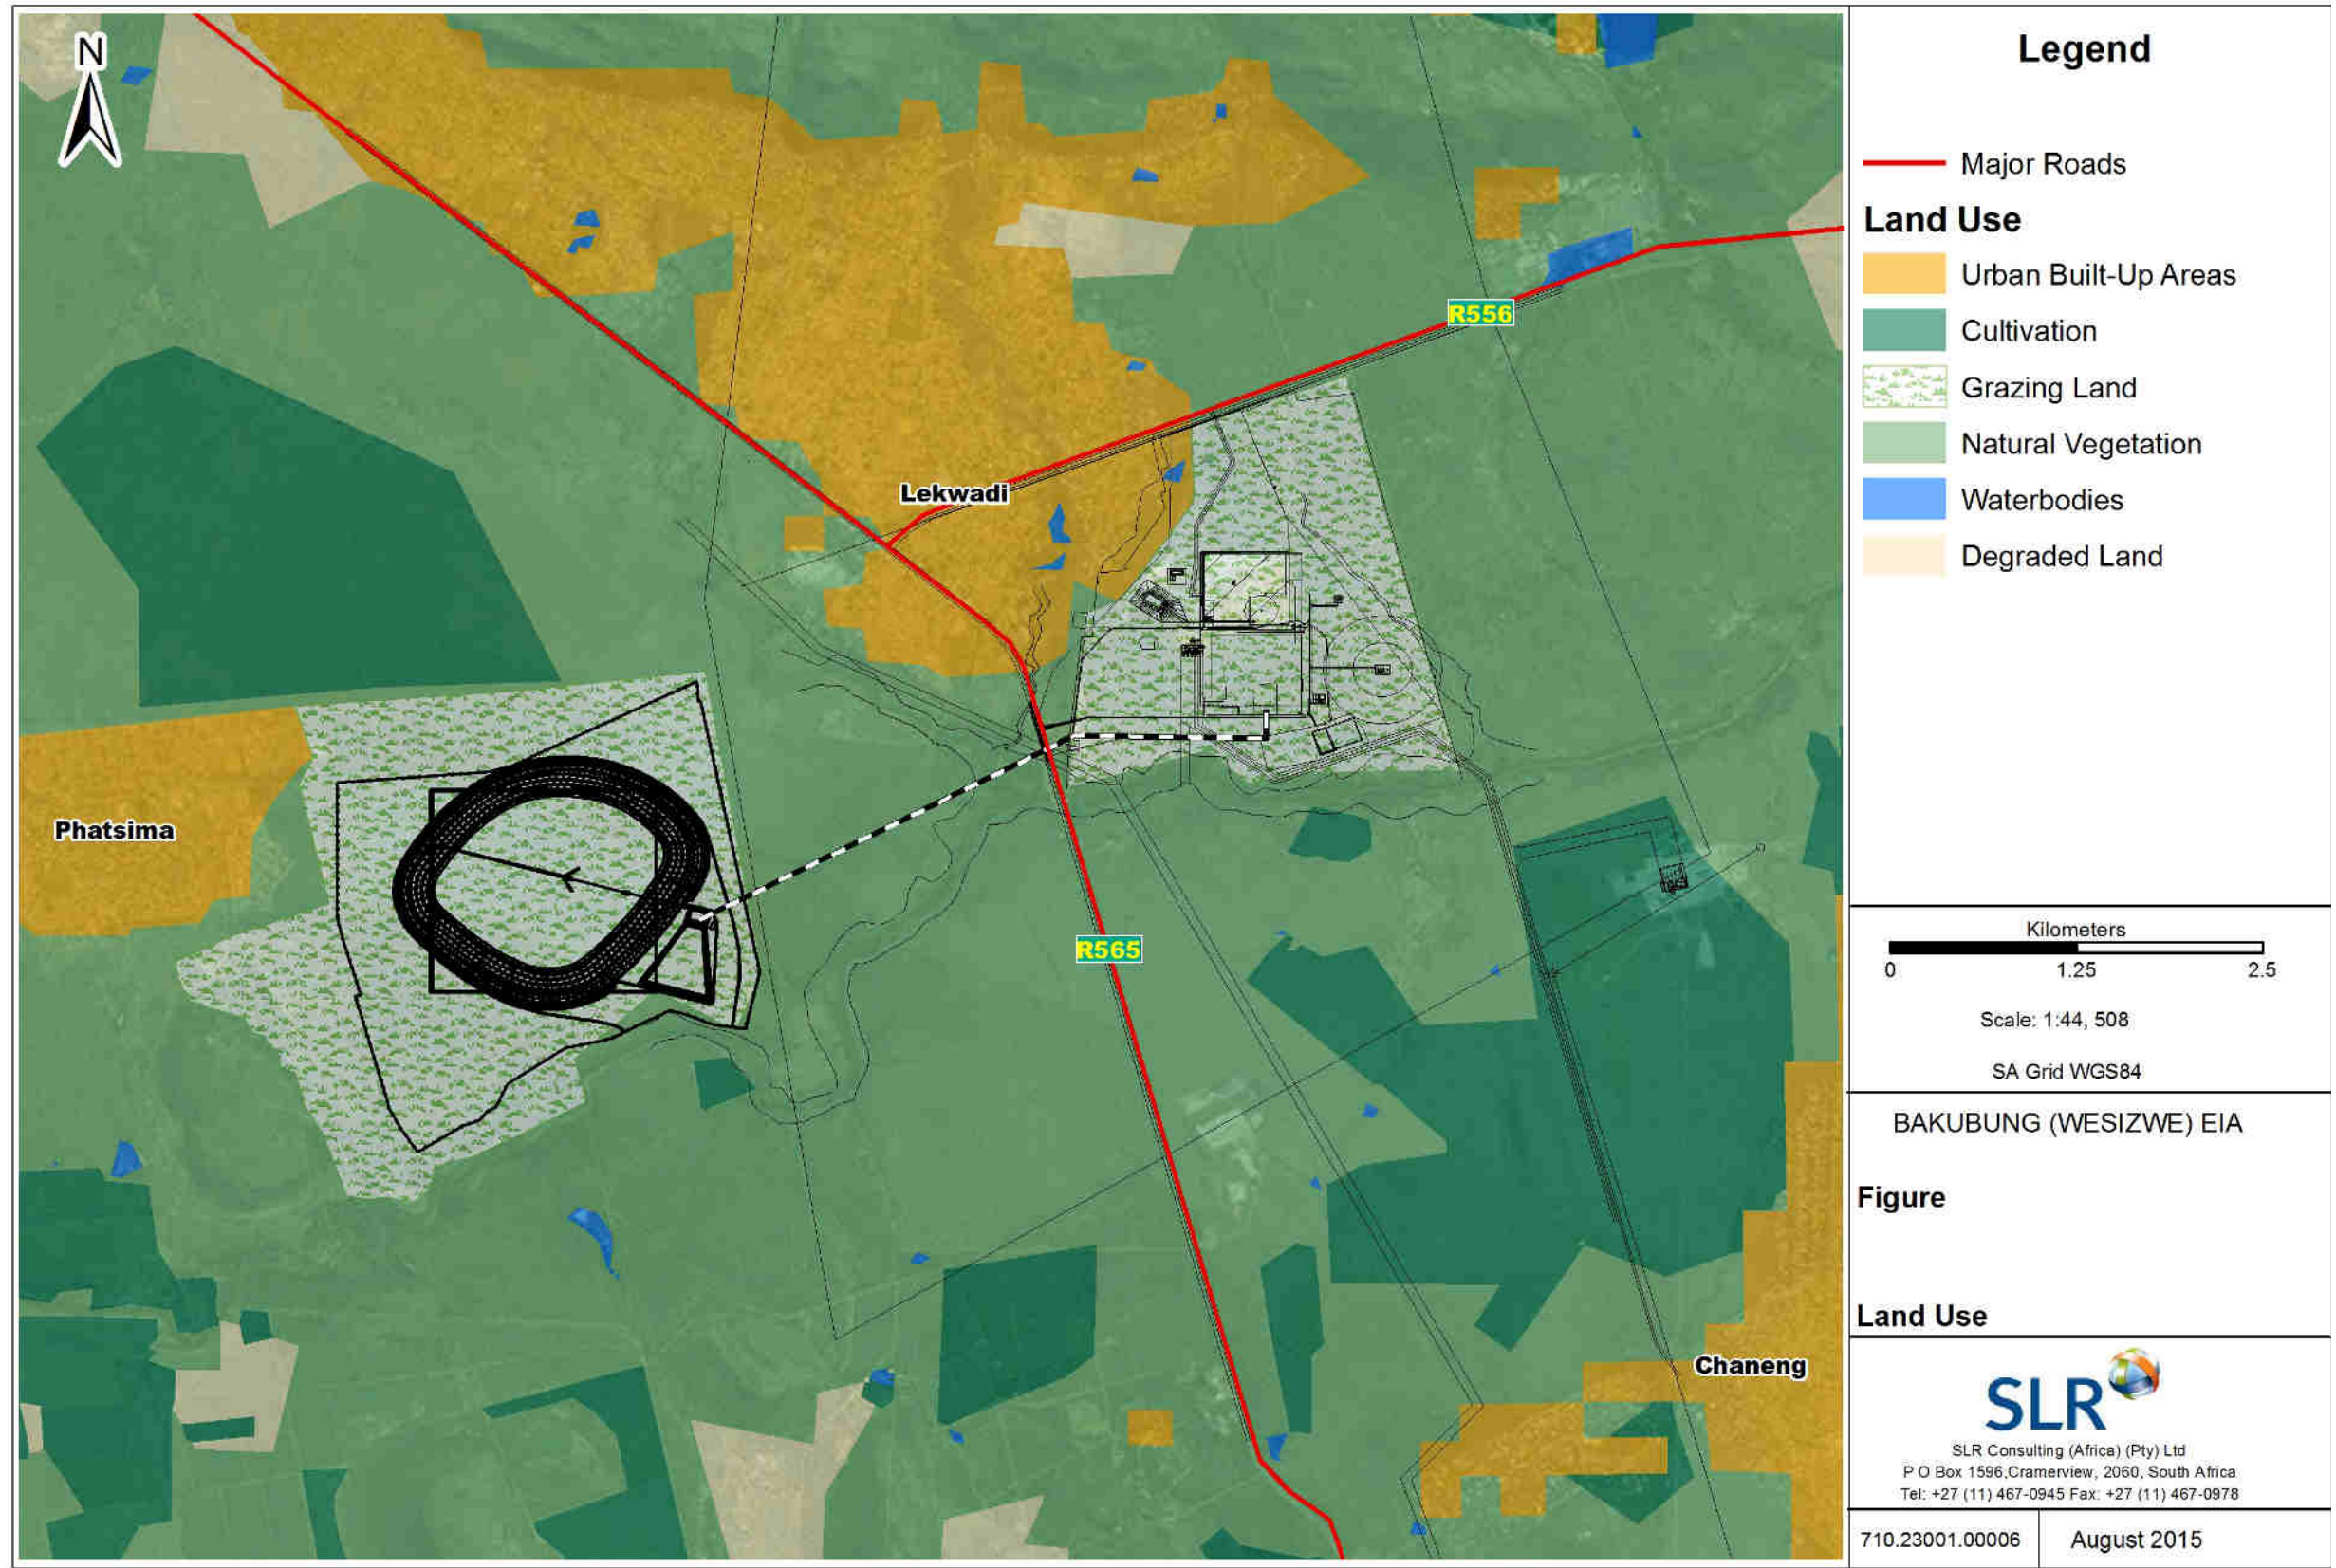 N
R556
Lekwadi
Phatsima
R565
Chaneng
Legend
Major Roads
Land Use
Urban Built-Up Areas
Cultivation
Grazing Land
Natural Vegetation
Waterbodies
Degraded Land
Kilometers
0 1.25 2.5
Scale: 1:44, 508
SA Grid WGS84
BAKUBUNG (WESIZWE) EIA
Figure
Land Use
SLR
SLR Consulting (Africa) (Pty) Ltd
P O Box 1596,Cramerview, 2060, South Africa
Tel: +27 (11) 467-0945 Fax: +27 (11) 467-0978
710.23001.00006 August 2015